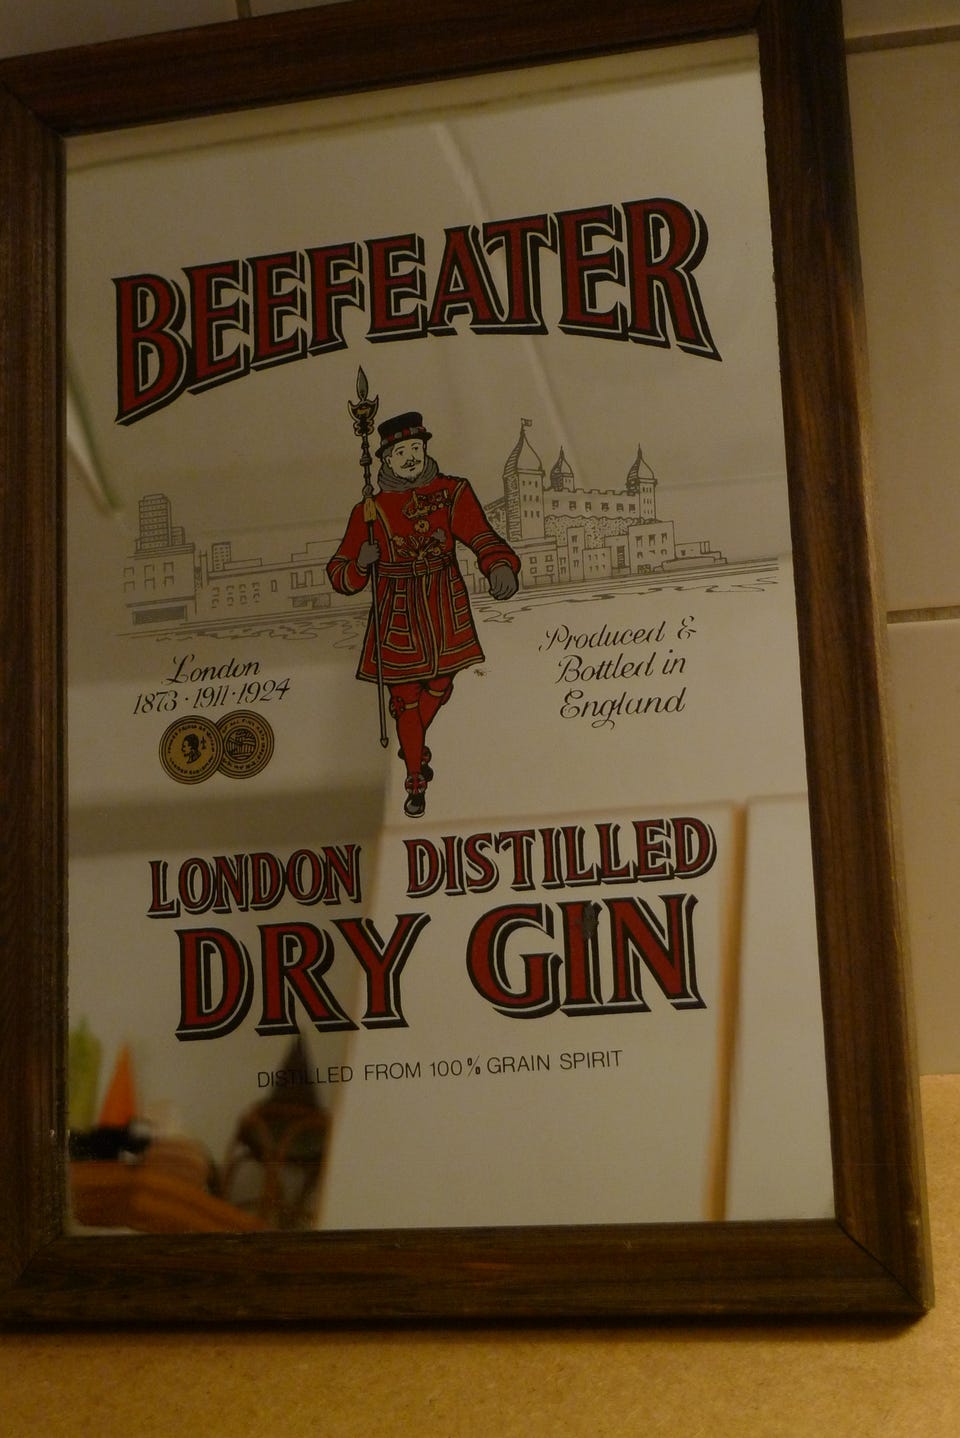 BEEFEATER
London
1873 · 1911 · 1924
Produced &
Bottled in
England
LONDON DISTILLED
DRY GIN
DISTILLED FROM 100% GRAIN SPIRIT